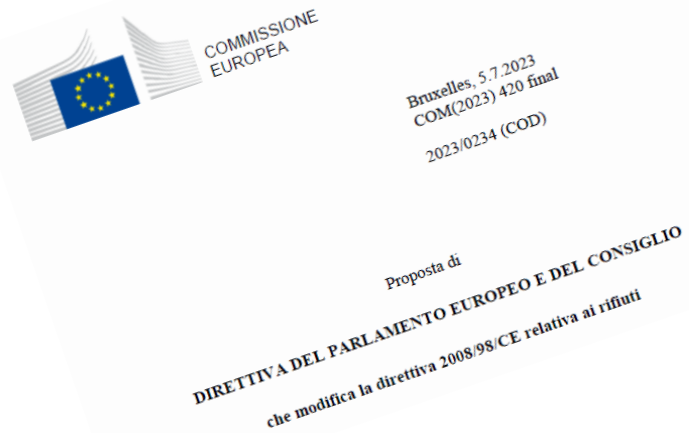 COMMISSIONE
EUROPEA
Bruxelles, 5.7.2023
COM(2023) 420 final
2023/0234 (COD)
Proposta di
DIRETTIVA DEL PARLAMENTO EUROPEO E DEL CONSIGLIO
che modifica la direttiva 2008/98/CE relativa ai rifiuti